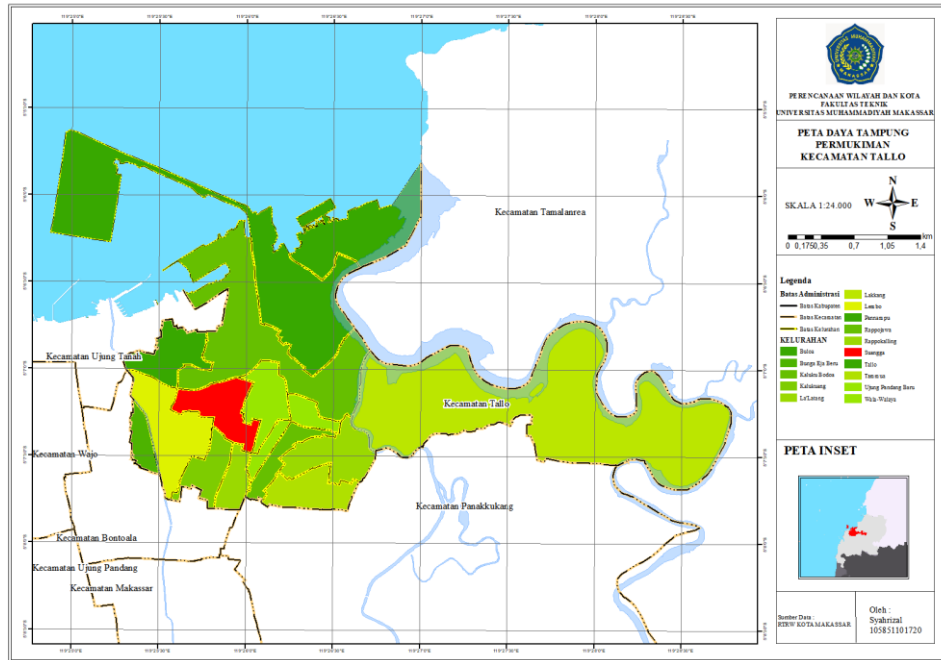 PERENCANAAN WILAYAH DAN KOTA
FAKULTAS TEKNIK
UNIVERSITAS MUHAMMADIYAH MAKASSAR
PETA DAYA TAMPUNG
PERMUKIMAN
KECAMATAN TALLO
SKALA 1:24.000
N
W E
S
km
0 0,1750,35 0,7 1,05 1,4
Legenda
Batas Administrasi
Batas Kabupaten
Batas Kecamatan
Batas Kelurahan
KELURAHAN
Buloa
Bunga Eja Beru
Kaluku Bodoa
Kalukuang
La'Latang
Lakkang
Lembo
Pannampu
Rappojawa
Rappokalling
Suangga
Tallo
Tammua
Ujung Pandang Baru
Wala-Walaya
PETA INSET
Sumber Data :
RTRW KOTA MAKASSAR
Oleh :
Syahrizal
105851101720
Kecamatan Tamalanrea
Kecamatan Ujung Tanah
Kecamatan Tallo
Kecamatan Wajo
Kecamatan Panakkukang
Kecamatan Bontoala
Kecamatan Ujung Pandang
Kecamatan Makassar